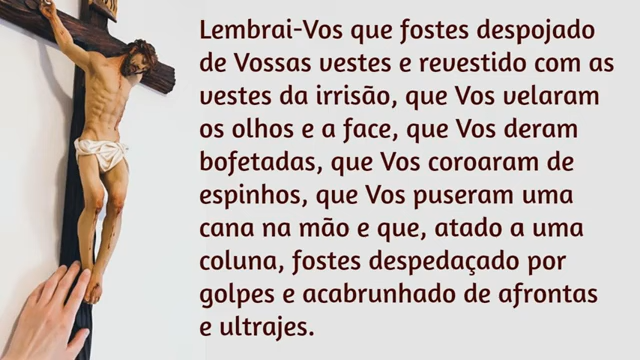 Lembrai-Vos que fostes despojado
de Vossas vestes e revestido com as
vestes da irrisão, que Vos velaram
os olhos e a face, que Vos deram
bofetadas, que Vos coroaram de
espinhos, que Vos puseram uma
cana na mão e que, atado a uma
coluna, fostes despedaçado por
golpes e acabrunhado de afrontas
e ultrajes.